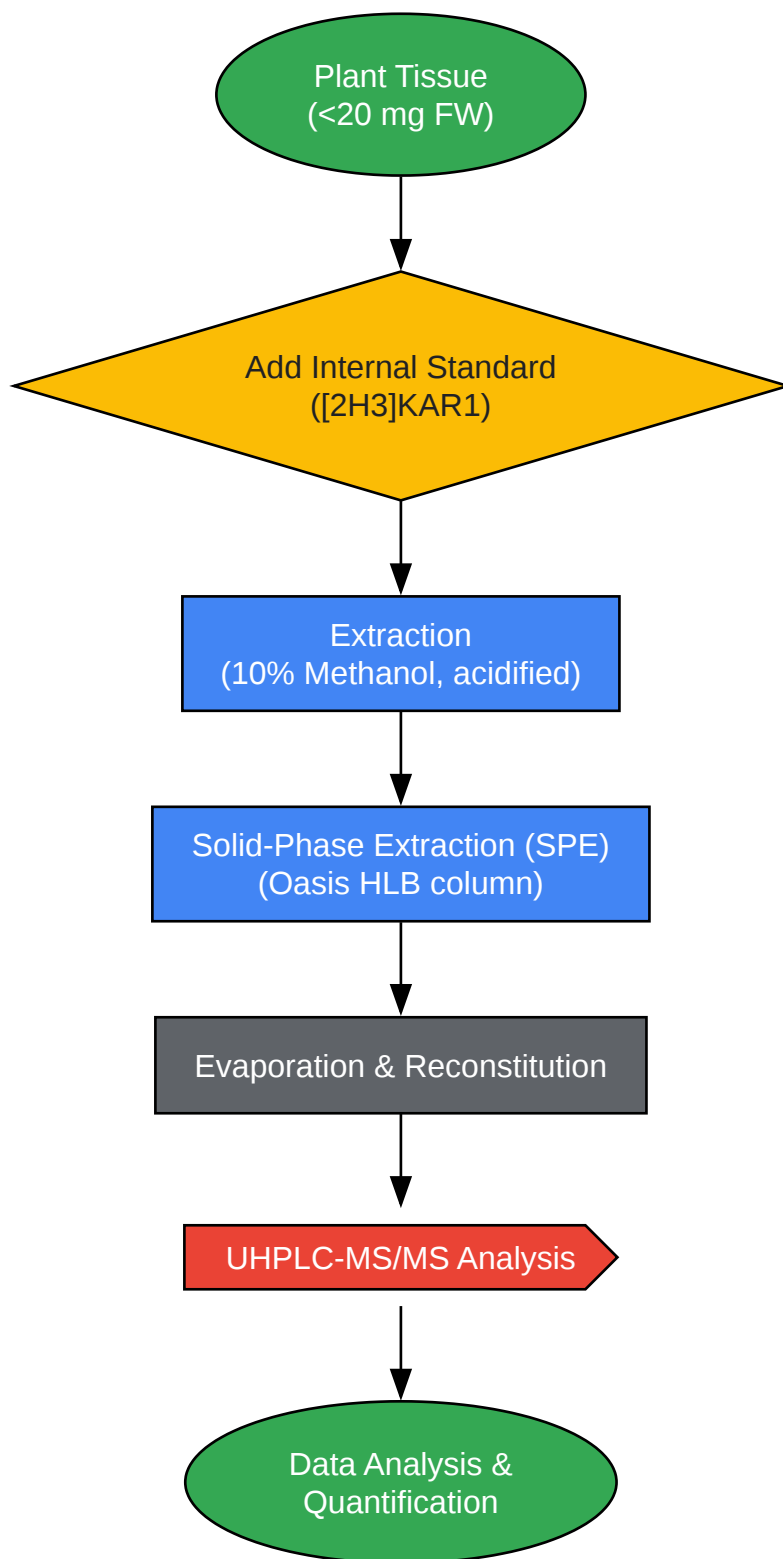 Plant Tissue
(<20 mg FW)
Add Internal Standard
([2H3]KAR1)
Extraction
(10% Methanol, acidified)
Solid-Phase Extraction (SPE)
(Oasis HLB column)
Evaporation & Reconstitution
UHPLC-MS/MS Analysis
Data Analysis &
Quantification